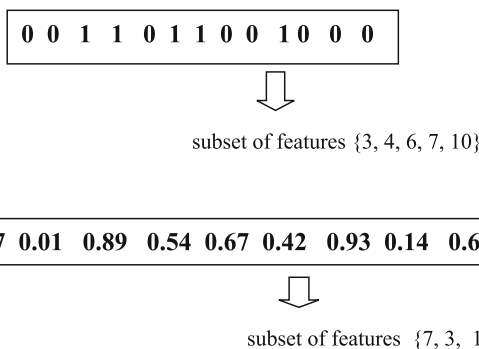 0 0 1 1 0 1 1 0 0 1 0 0 0
subset of features {3, 4, 6, 7, 10}
7 0.01 0.89 0.54 0.67 0.42 0.93 0.14 0.6
subset of features {7, 3, 1